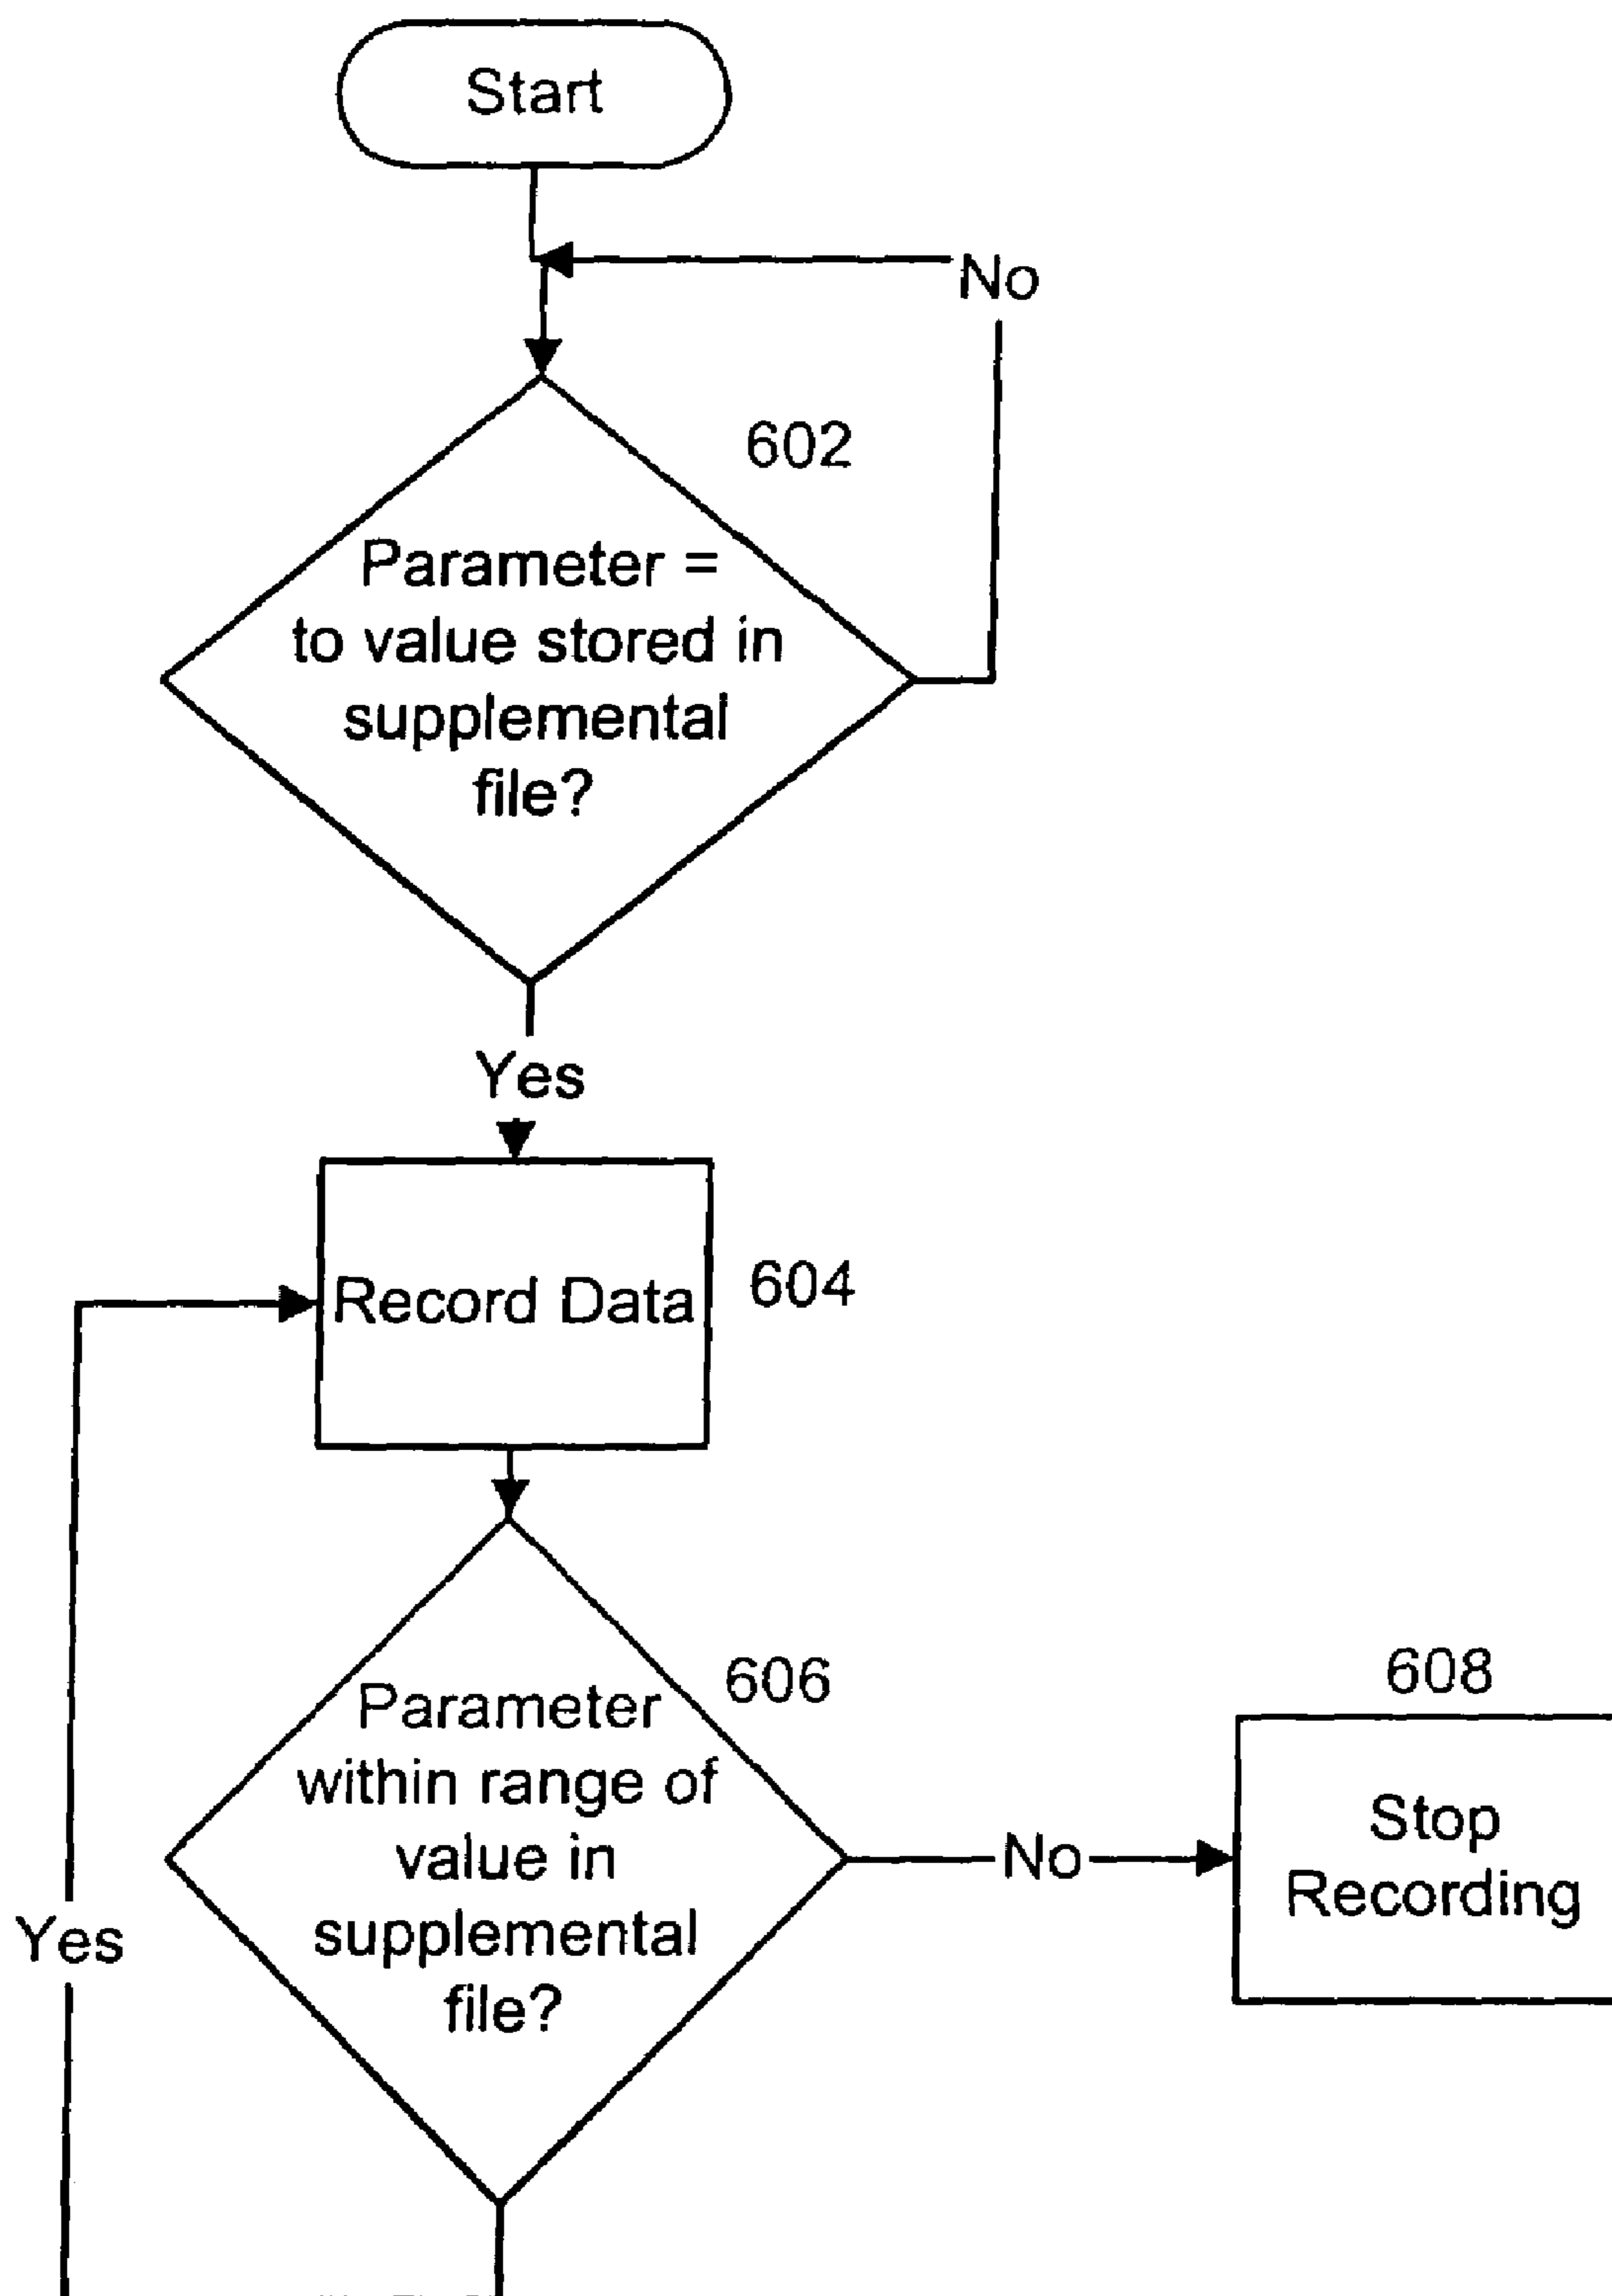 Start
No
602
Parameter =
to value stored in
supplemental
file?
Yes
Record Data
604
606
Parameter
within range of
value in
supplemental
file?
No
608
Stop
Recording
Yes